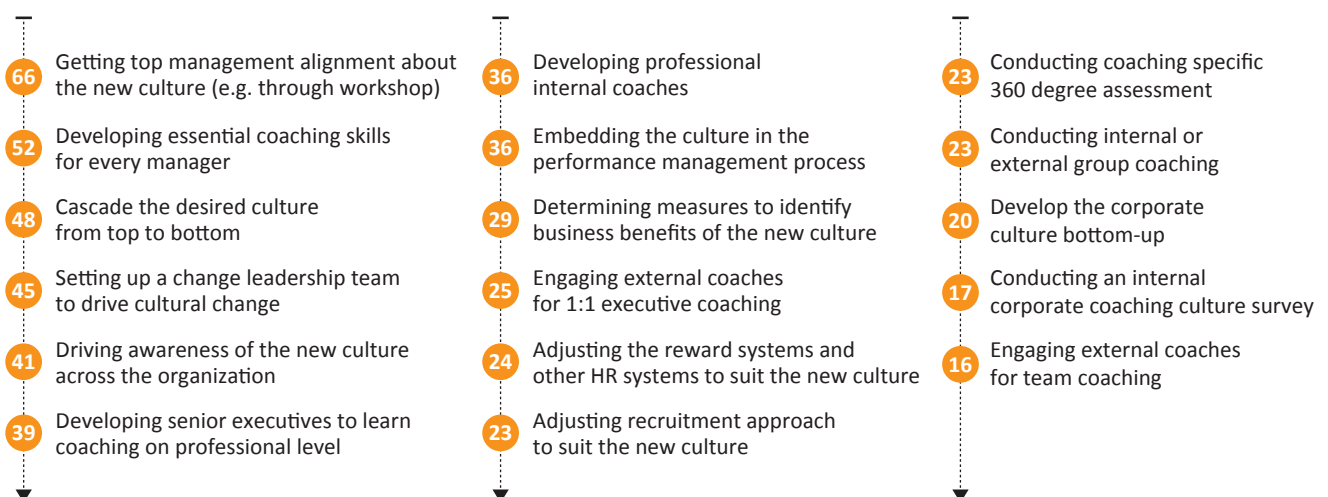 66 Getting top management alignment about
the new culture (e.g. through workshop)
52 Developing essential coaching skills
for every manager
48 Cascade the desired culture
from top to bottom
45 Setting up a change leadership team
to drive cultural change
41 Driving awareness of the new culture
across the organization
39 Developing senior executives to learn
coaching on professional level
36 Developing professional
internal coaches
36 Embedding the culture in the
performance management process
29 Determining measures to identify
business benefits of the new culture
25 Engaging external coaches
for 1:1 executive coaching
24 Adjusting the reward systems and
other HR systems to suit the new culture
23 Adjusting recruitment approach
to suit the new culture
23 Conducting coaching specific
360 degree assessment
23 Conducting internal or
external group coaching
20 Develop the corporate
culture bottom-up
17 Conducting an internal
corporate coaching culture survey
16 Engaging external coaches
for team coaching